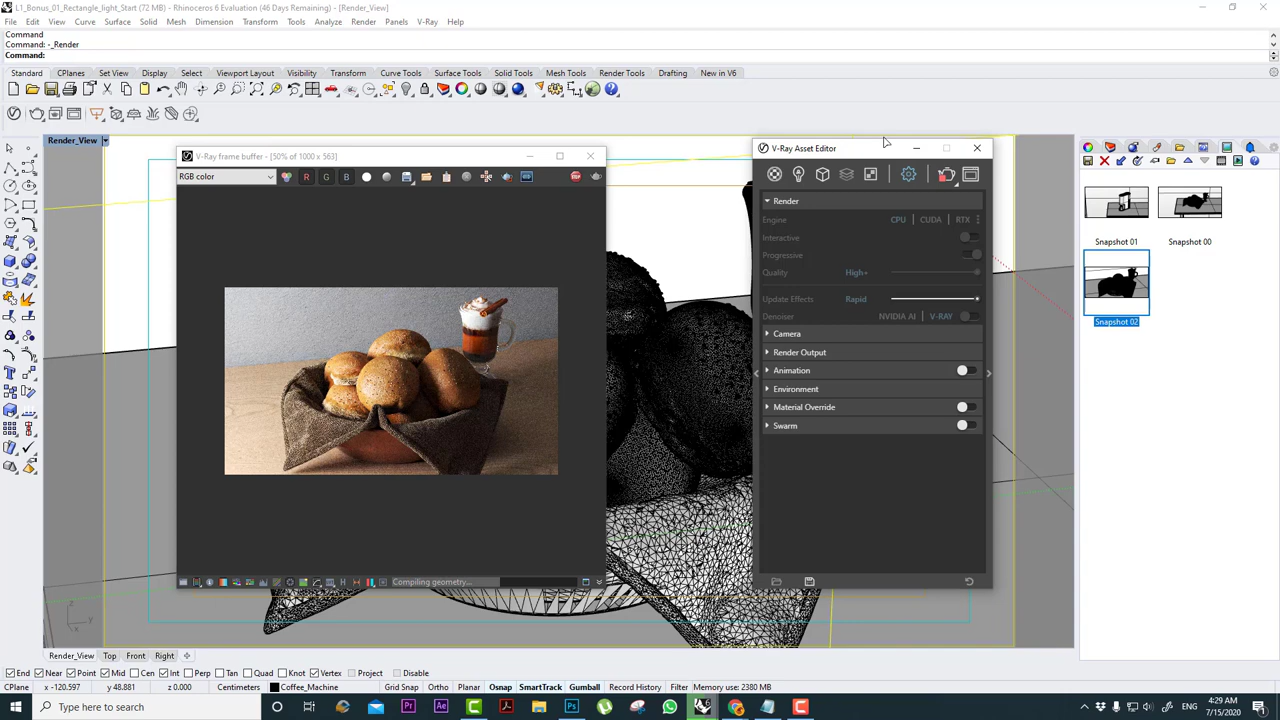 L1_Bonus_01_Rectangle_light_Start (72 MB) - Rhinoceros 6 Evaluation (46 Days Remaining) - [Render_View]
File Edit View Curve Surface Solid Mesh Dimension Transform Tools Analyze Render Panels V-Ray Help
Command
Command: -_Render
Command:
Standard CPlanes Set View Display Select Viewport Layout Visibility Transform Curve Tools Surface Tools Solid Tools Mesh Tools Render Tools Drafting New in V6
Render_View
V-Ray frame buffer - [50% of 1000 x 563]
RGB color
R G B
Compiling geometry...
V-Ray Asset Editor
Render
Engine CPU CUDA RTX
Interactive
Progressive
Quality High+
Update Effects Rapid
Denoiser NVIDIA AI V-RAY
Camera
Render Output
Animation
Environment
Material Override
Swarm
Snapshot 01 Snapshot 00
Snapshot 02
z
y
x
Render_View Top Front Right
End Near Point Mid Cen Int Perp Tan Quad Knot Vertex Project Disable
CPlane x -120.597 y 48.881 z 0.000 Centimeters Coffee_Machine Grid Snap Ortho Planar Osnap SmartTrack Gumball Record History Filter Memory use: 2380 MB
Type here to search
ENG
4:29 AM
7/15/2020